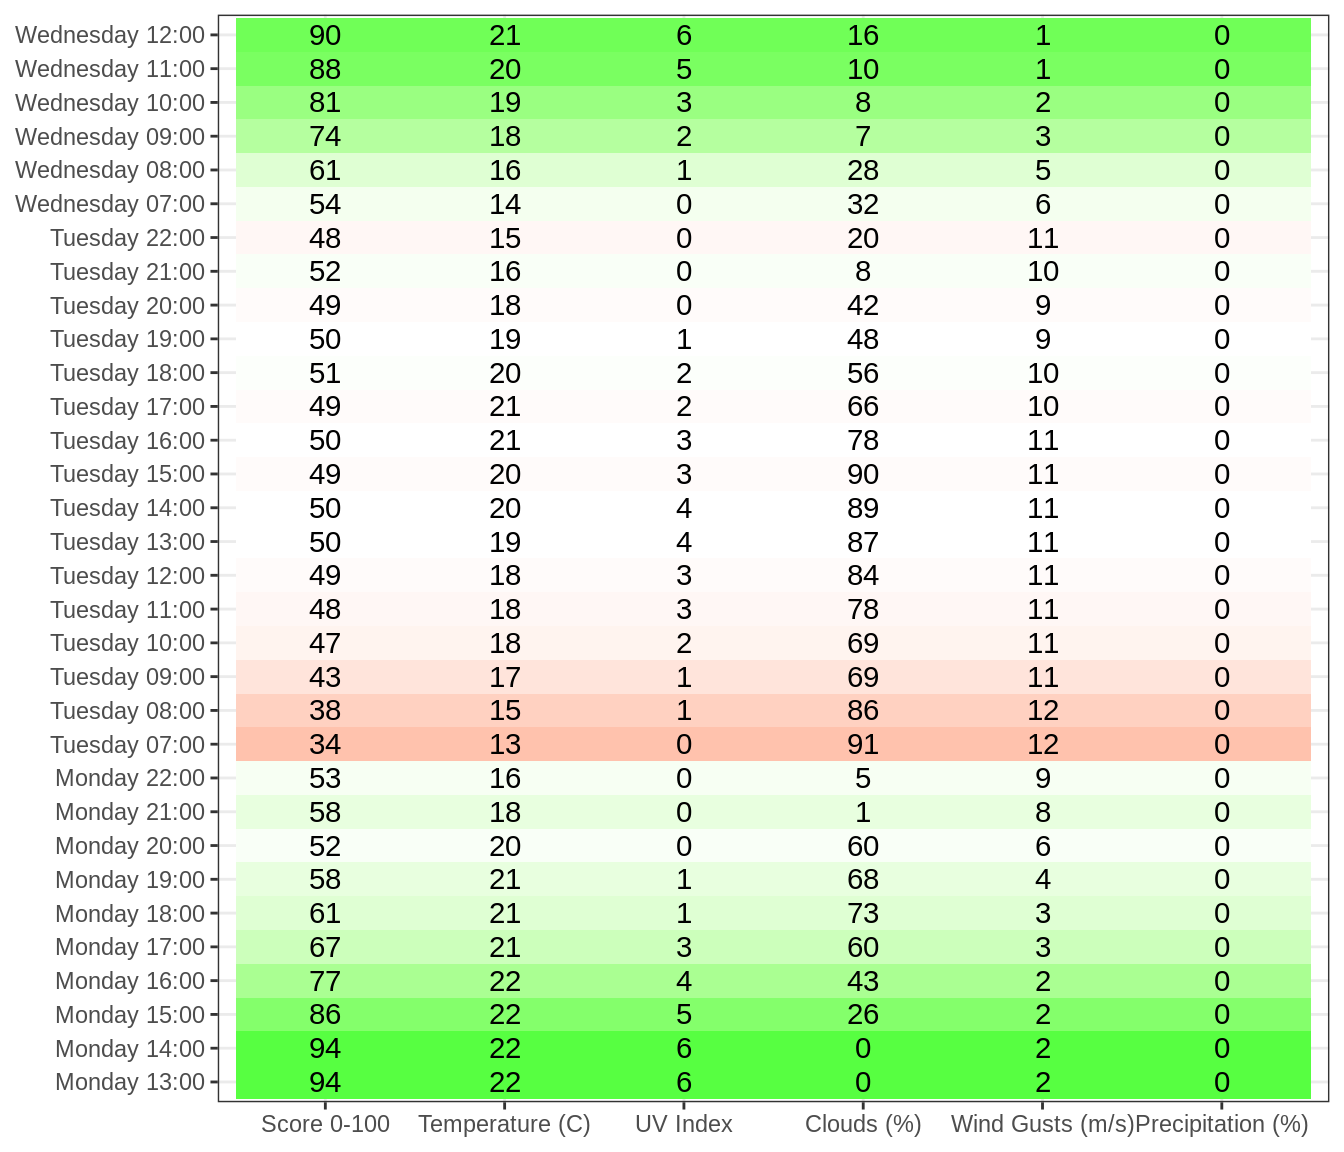 Wednesday 12:00 90 21 6 16 1 0
Wednesday 11:00 88 20 5 10 1 0
Wednesday 10:00 81 19 3 8 2 0
Wednesday 09:00 74 18 2 7 3 0
Wednesday 08:00 61 16 1 28 5 0
Wednesday 07:00 54 14 0 32 6 0
Tuesday 22:00 48 15 0 20 11 0
Tuesday 21:00 52 16 0 8 10 0
Tuesday 20:00 49 18 0 42 9 0
Tuesday 19:00 50 19 1 48 9 0
Tuesday 18:00 51 20 2 56 10 0
Tuesday 17:00 49 21 2 66 10 0
Tuesday 16:00 50 21 3 78 11 0
Tuesday 15:00 49 20 3 90 11 0
Tuesday 14:00 50 20 4 89 11 0
Tuesday 13:00 50 19 4 87 11 0
Tuesday 12:00 49 18 3 84 11 0
Tuesday 11:00 48 18 3 78 11 0
Tuesday 10:00 47 18 2 69 11 0
Tuesday 09:00 43 17 1 69 11 0
Tuesday 08:00 38 15 1 86 12 0
Tuesday 07:00 34 13 0 91 12 0
Monday 22:00 53 16 0 5 9 0
Monday 21:00 58 18 0 1 8 0
Monday 20:00 52 20 0 60 6 0
Monday 19:00 58 21 1 68 4 0
Monday 18:00 61 21 1 73 3 0
Monday 17:00 67 21 3 60 3 0
Monday 16:00 77 22 4 43 2 0
Monday 15:00 86 22 5 26 2 0
Monday 14:00 94 22 6 0 2 0
Monday 13:00 94 22 6 0 2 0
Score 0-100 Temperature (C) UV Index Clouds (%) Wind Gusts (m/s) Precipitation (%)